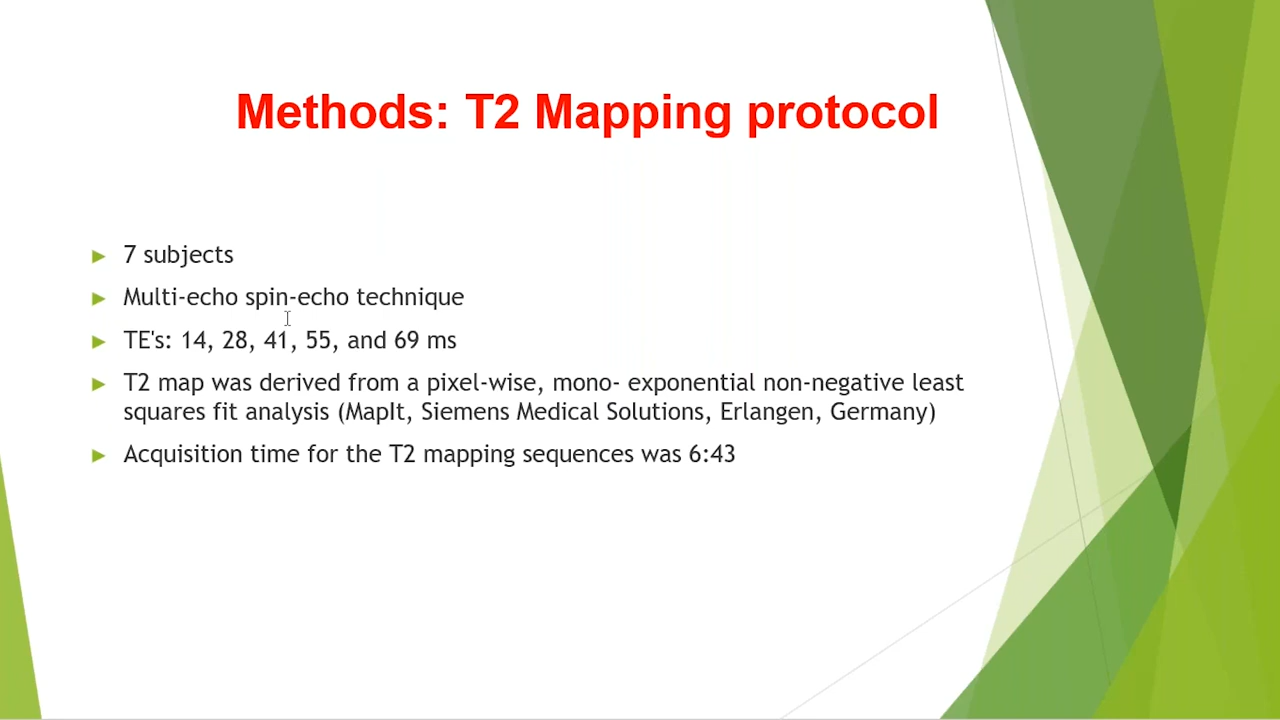 Methods: T2 Mapping protocol
7 subjects
Multi-echo spin-echo technique
TE's: 14, 28, 41, 55, and 69 ms
T2 map was derived from a pixel-wise, mono- exponential non-negative least
squares fit analysis (MapIt, Siemens Medical Solutions, Erlangen, Germany)
Acquisition time for the T2 mapping sequences was 6:43